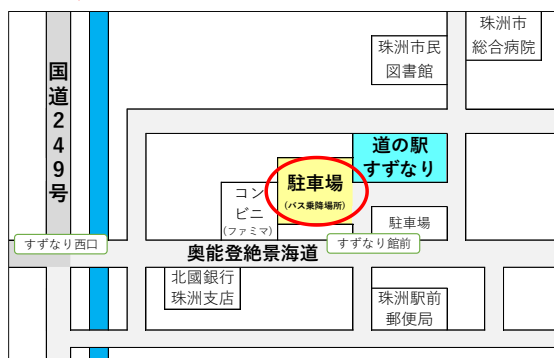 珠洲市
総合病院
珠洲市民
図書館
国道249号
道の駅
すずなり
駐車場
(バス乗降場所)
コン
ビニ
(ファミマ)
駐車場
すずなり西口
すずなり館前
奥能登絶景海道
北國銀行
珠洲支店
珠洲駅前
郵便局